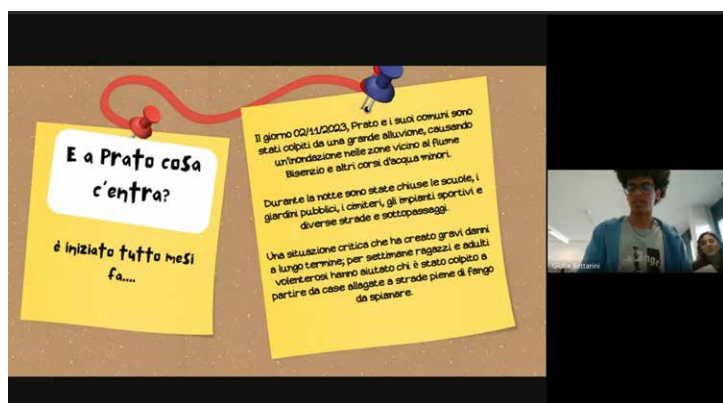 E a Prato cosa
c'entra?
è iniziato tutto mesi
fa....
Il giorno 02/11/2023, Prato e i suoi comuni sono
stati colpiti da una grande alluvione, causando
un'inondazione nelle zone vicino al fiume
Bisenzio e altri corsi d'acqua minori.
Durante la notte sono state chiuse le scuole, i
giardini pubblici, i cimiteri, gli impianti sportivi e
diverse strade e sottopassaggi.
Una situazione critica che ha creato gravi danni
a lungo termine; per settimane ragazzi e adulti
volenterosi hanno aiutato chi è stato colpito a
partire da case allagate a strade piene di fango
da spianare.
Giulia Bettarini